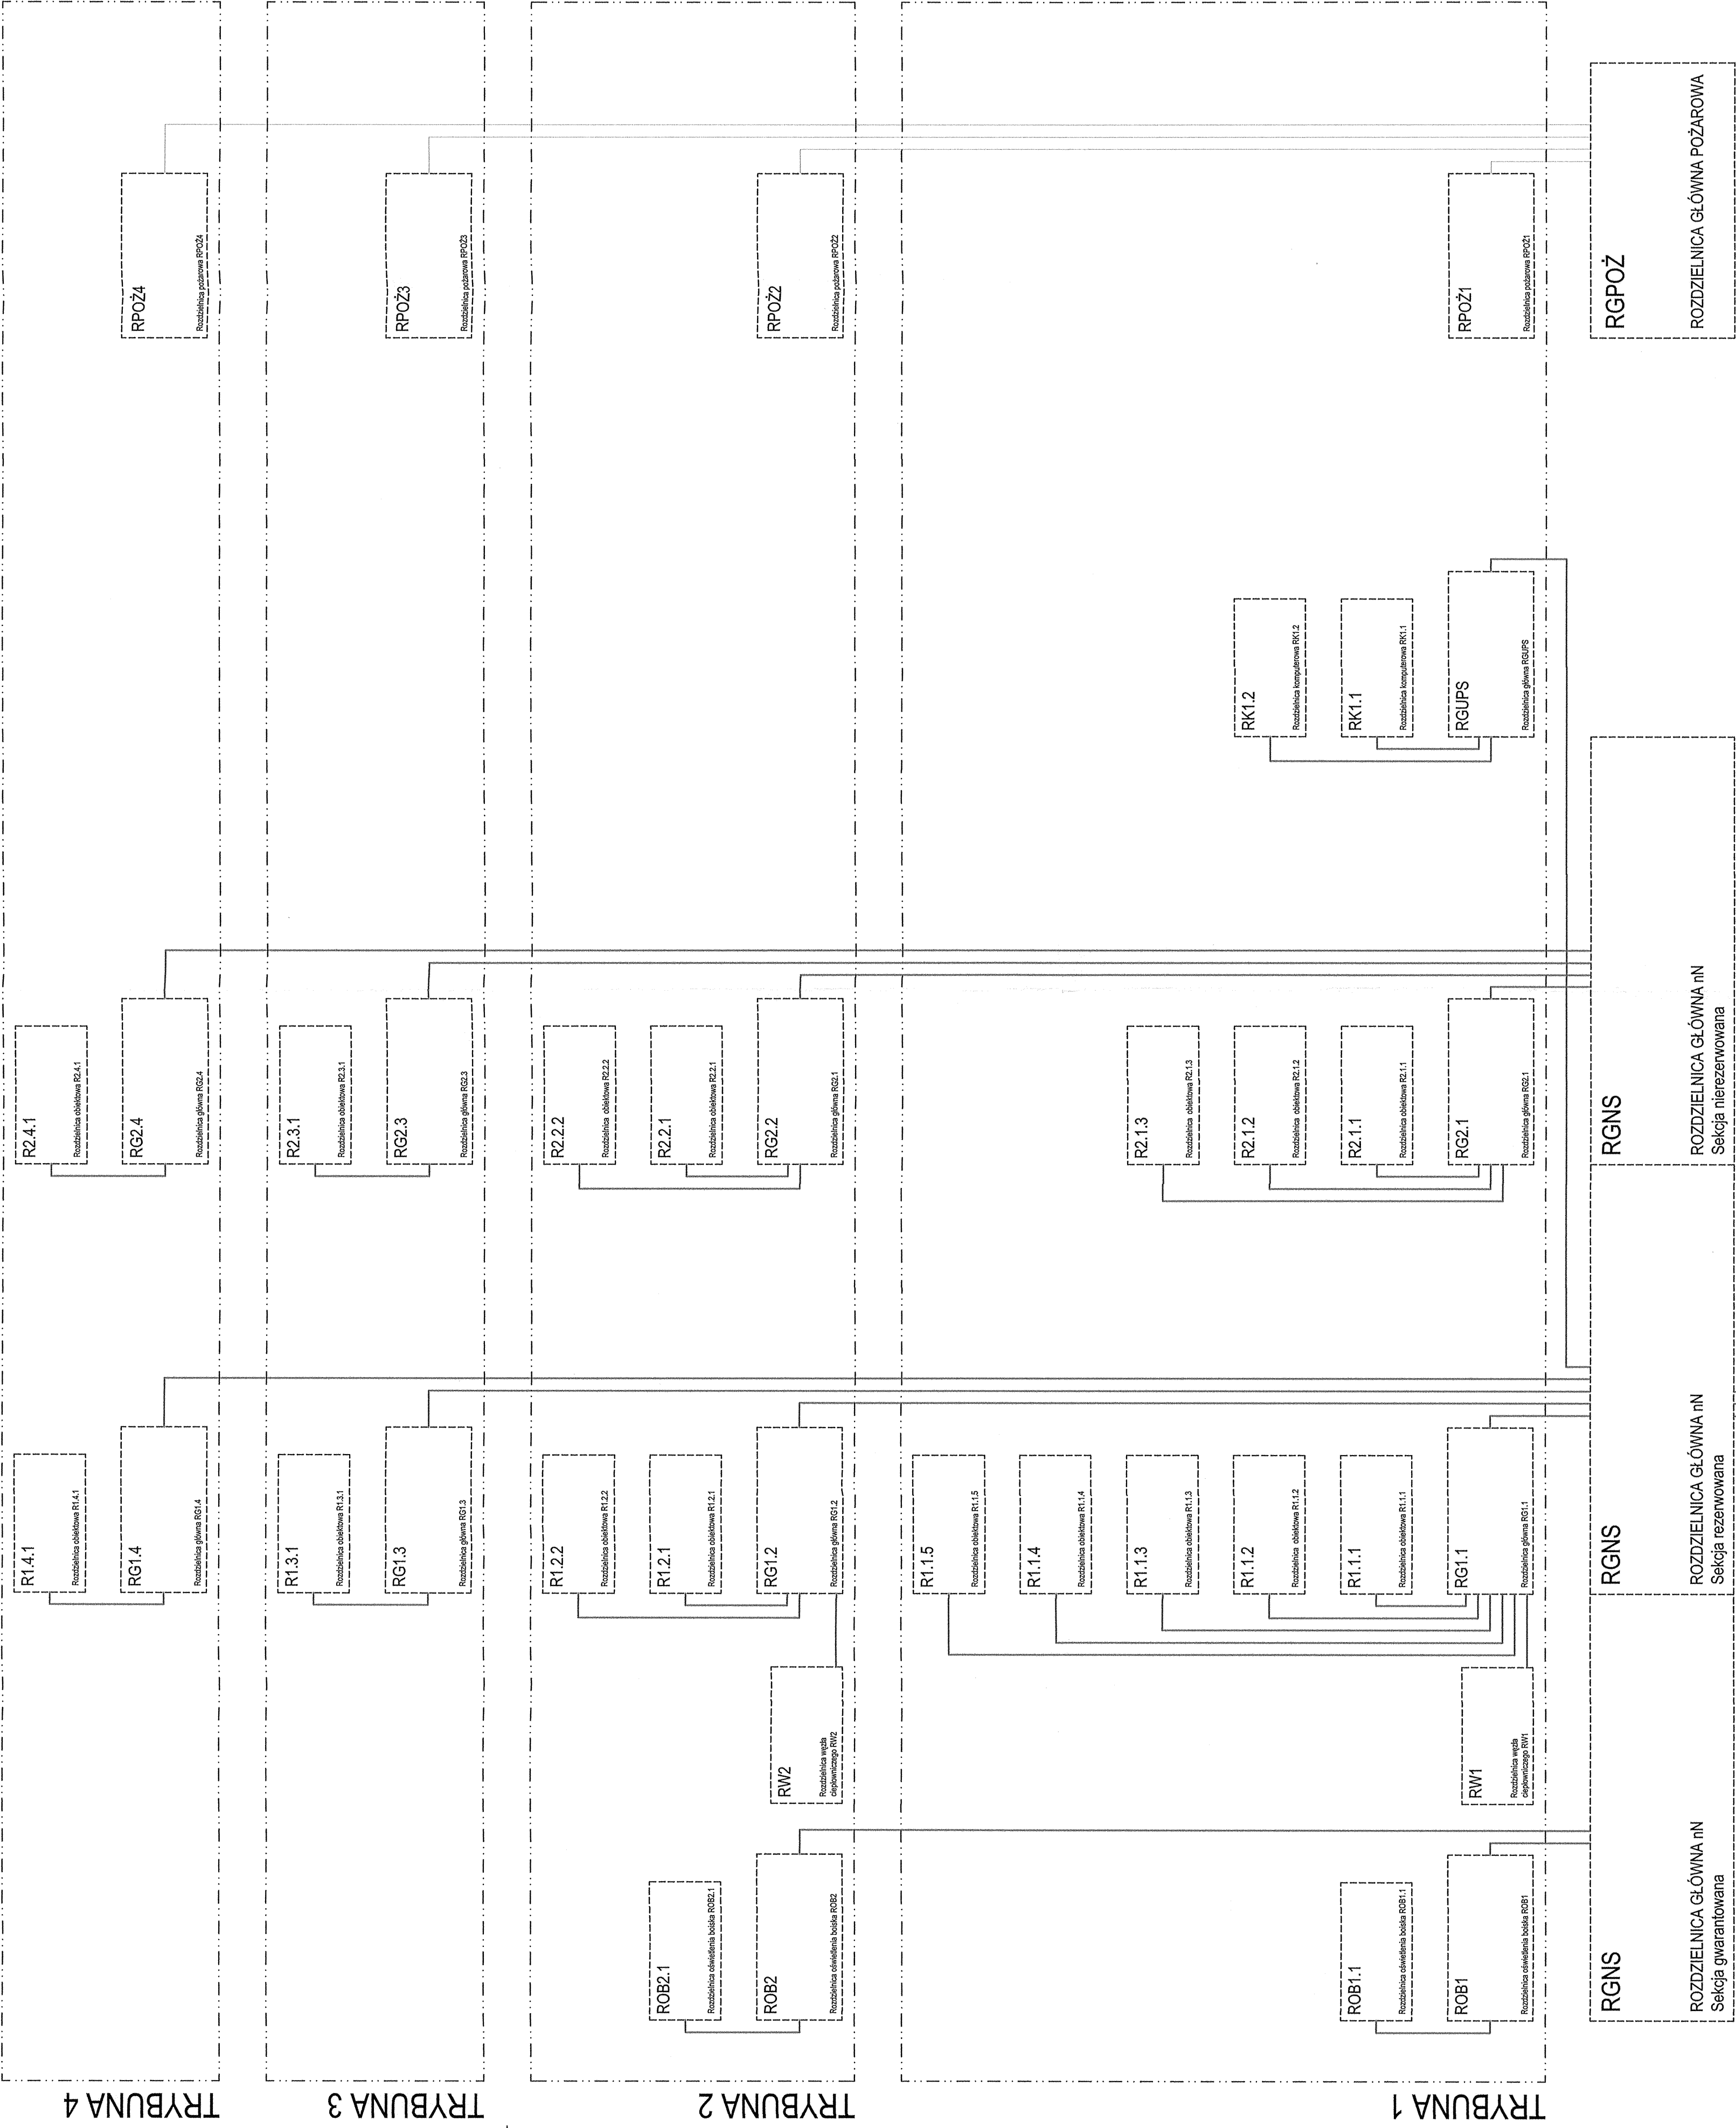 TRYBUNA 4
R1.4.1
Rozdzielnica obiektowa R1.4.1
RG1.4
Rozdzielnica główna RG1.4
R2.4.1
Rozdzielnica obiektowa R2.4.1
RG2.4
Rozdzielnica główna RG2.4
RPOŻ4
Rozdzielnica pożarowa RPOŻ4
TRYBUNA 3
R1.3.1
Rozdzielnica obiektowa R1.3.1
RG1.3
Rozdzielnica główna RG1.3
R2.3.1
Rozdzielnica obiektowa R2.3.1
RG2.3
Rozdzielnica główna RG2.3
RPOŻ3
Rozdzielnica pożarowa RPOŻ3
TRYBUNA 2
ROB2.1
Rozdzielnica oświetlenia boiska ROB2.1
ROB2
Rozdzielnica oświetlenia boiska ROB2
RW2
Rozdzielnica węzła
ciepłowniczego RW2
R1.2.2
Rozdzielnica obiektowa R1.2.2
R1.2.1
Rozdzielnica obiektowa R1.2.1
RG1.2
Rozdzielnica główna RG1.2
R2.2.2
Rozdzielnica obiektowa R2.2.2
R2.2.1
Rozdzielnica obiektowa R2.2.1
RG2.2
Rozdzielnica główna RG2.1
RPOŻ2
Rozdzielnica pożarowa RPOŻ2
TRYBUNA 1
ROB1.1
Rozdzielnica oświetlenia boiska ROB1.1
ROB1
Rozdzielnica oświetlenia boiska ROB1
RW1
Rozdzielnica węzła
ciepłowniczego RW1
R1.1.5
Rozdzielnica obiektowa R1.1.5
R1.1.4
Rozdzielnica obiektowa R1.1.4
R1.1.3
Rozdzielnica obiektowa R1.1.3
R1.1.2
Rozdzielnica obiektowa R1.1.2
R1.1.1
Rozdzielnica obiektowa R1.1.1
RG1.1
Rozdzielnica główna RG1.1
R2.1.3
Rozdzielnica obiektowa R2.1.3
R2.1.2
Rozdzielnica obiektowa R2.1.2
R2.1.1
Rozdzielnica obiektowa R2.1.1
RG2.1
Rozdzielnica główna RG2.1
RK1.2
Rozdzielnica komputerowa RK1.2
RK1.1
Rozdzielnica komputerowa RK1.1
RGUPS
Rozdzielnica główna RGUPS
RPOŻ1
Rozdzielnica pożarowa RPOŻ1
RGNS
ROZDZIELNICA GŁÓWNA nN
Sekcja gwarantowana
RGNS
ROZDZIELNICA GŁÓWNA nN
Sekcja rezerwowana
RGNS
ROZDZIELNICA GŁÓWNA nN
Sekcja nierezerwowana
RGPOŻ
ROZDZIELNICA GŁÓWNA POŻAROWA